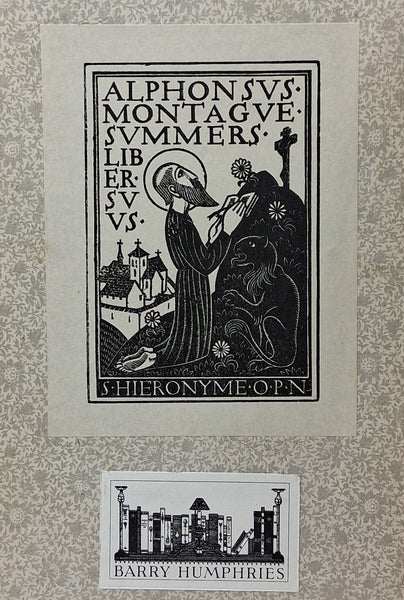 ALPHONSVS·
MONTAGVE·
SVMMERS·
LIB
ER·
SV
VS·
S·HIERONYME·O·P·N
BARRY HUMPHRIES